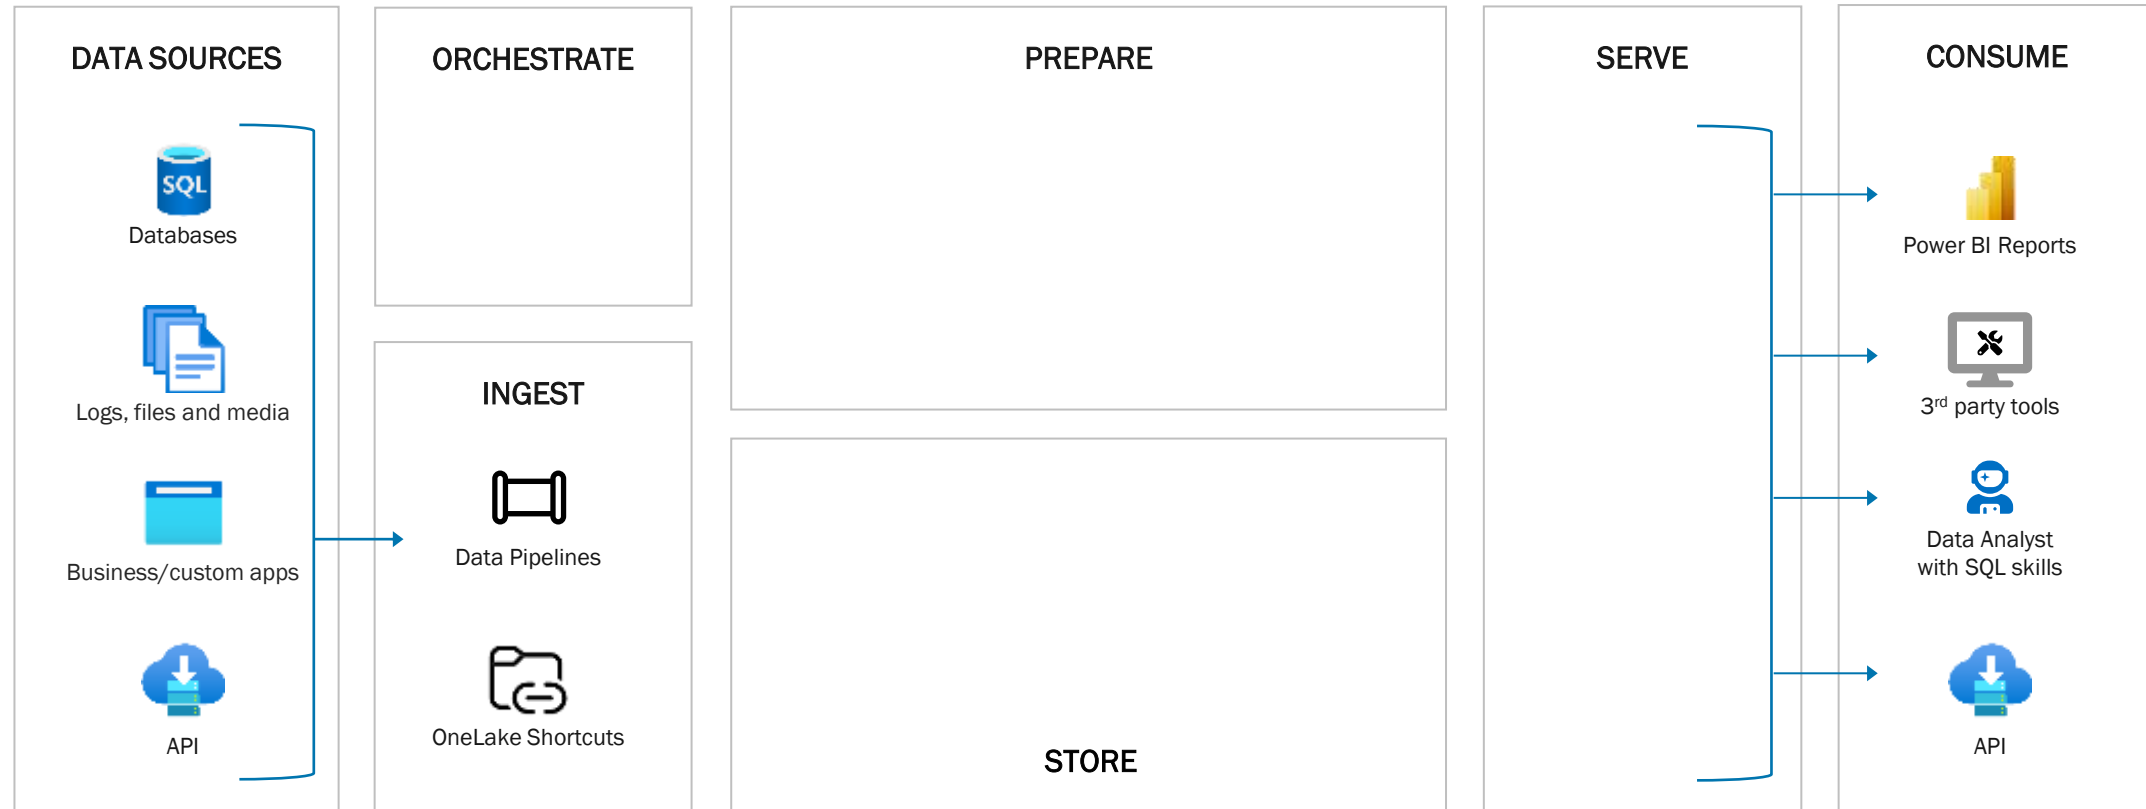 DATA SOURCES
SQL
Databases
Logs, files and media
Business/custom apps
API
ORCHESTRATE
INGEST
Data Pipelines
OneLake Shortcuts
PREPARE
STORE
SERVE
CONSUME
Power BI Reports
3rd party tools
Data Analyst
with SQL skills
API